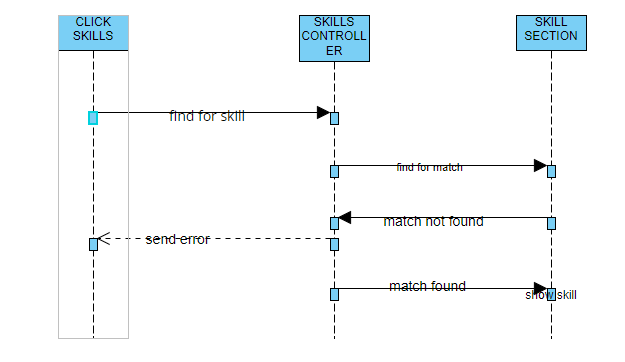 CLICK
SKILLS
SKILLS
CONTROLL
ER
SKILL
SECTION
find for skill
find for match
match not found
send error
match found
show skill